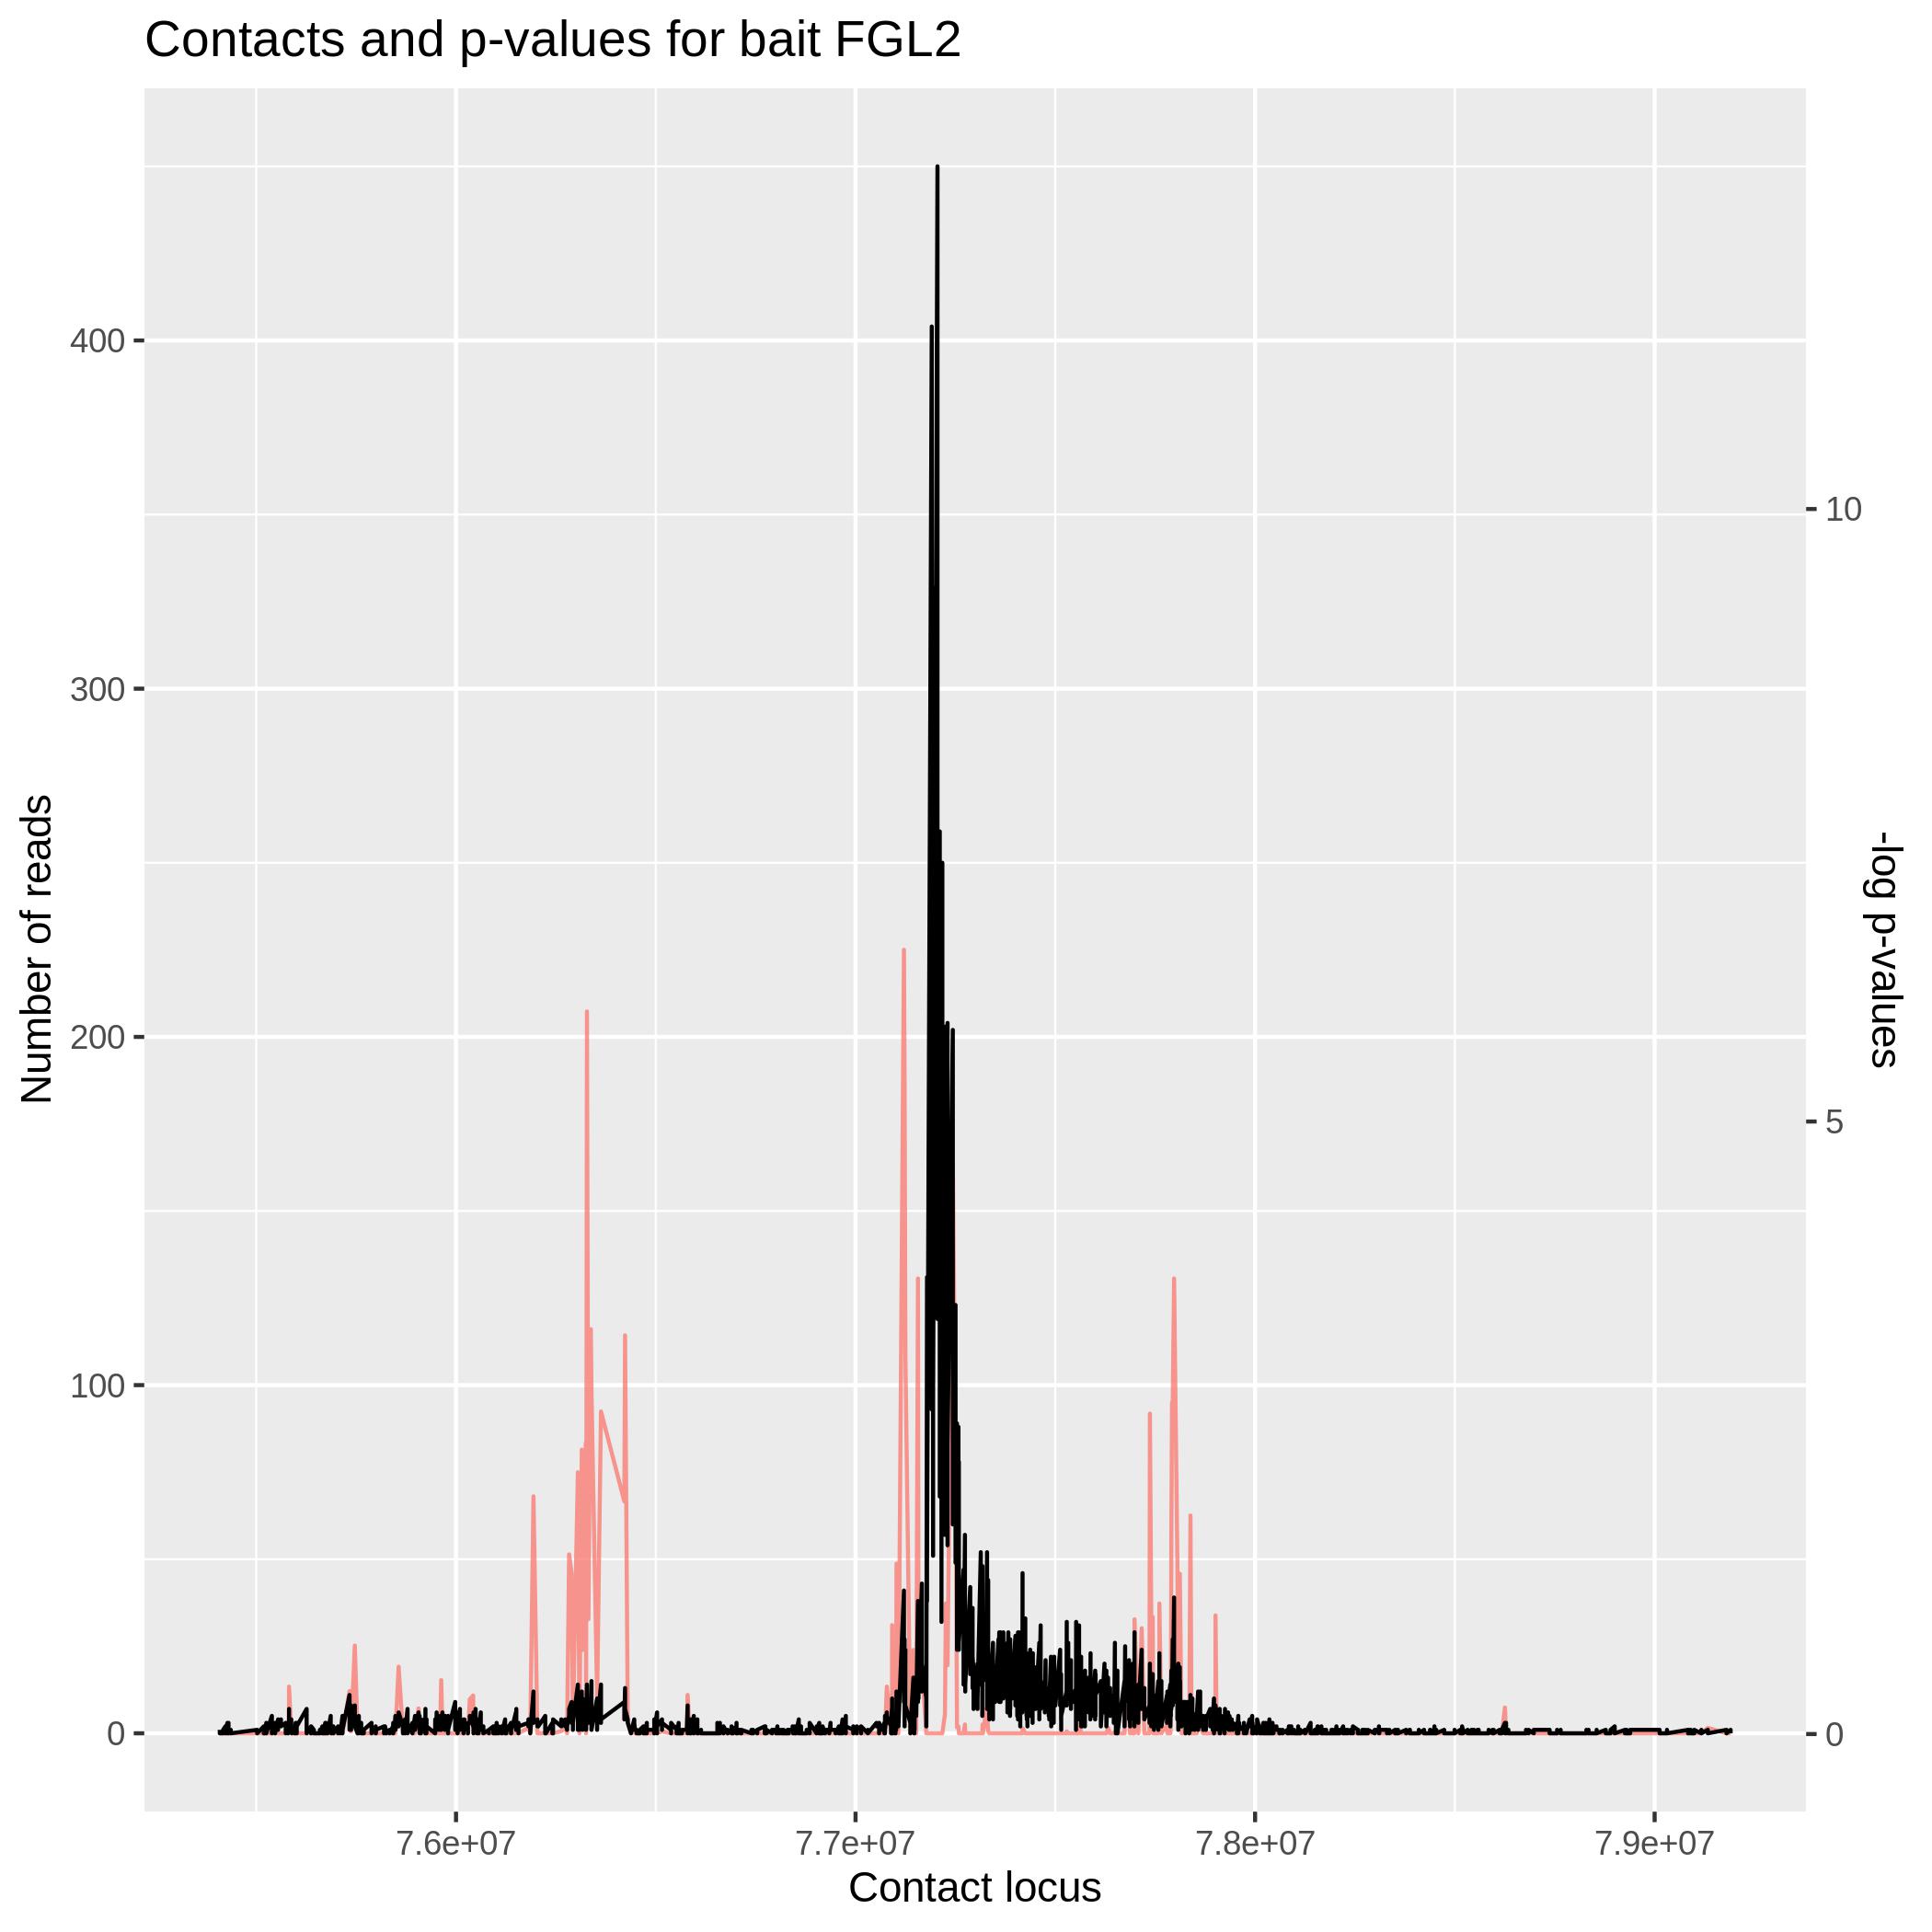 Contacts and p-values for bait FGL2
Number of reads
400
300
200
100
0
10
5
0
-log p-values
7.6e+07
7.7e+07
7.8e+07
7.9e+07
Contact locus